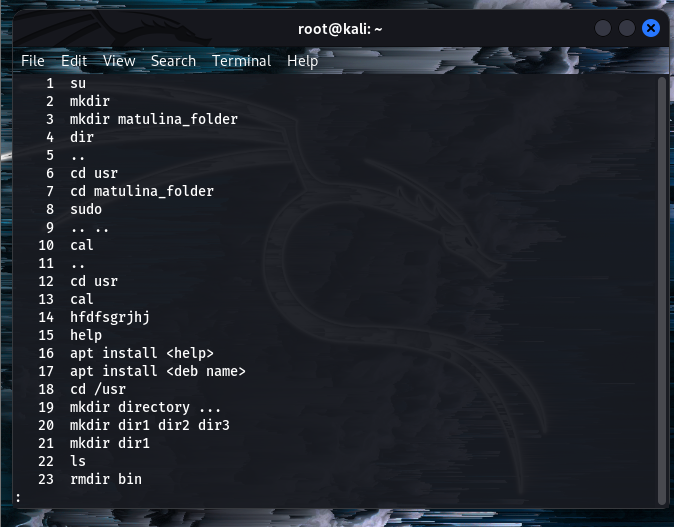 root@kali: ~
File Edit View Search Terminal Help
1 su
2 mkdir
3 mkdir matulina_folder
4 dir
5 ..
6 cd usr
7 cd matulina_folder
8 sudo
9 .. ..
10 cal
11 ..
12 cd usr
13 cal
14 hfdfsgrjhj
15 help
16 apt install <help>
17 apt install <deb name>
18 cd /usr
19 mkdir directory ...
20 mkdir dir1 dir2 dir3
21 mkdir dir1
22 ls
23 rmdir bin
: